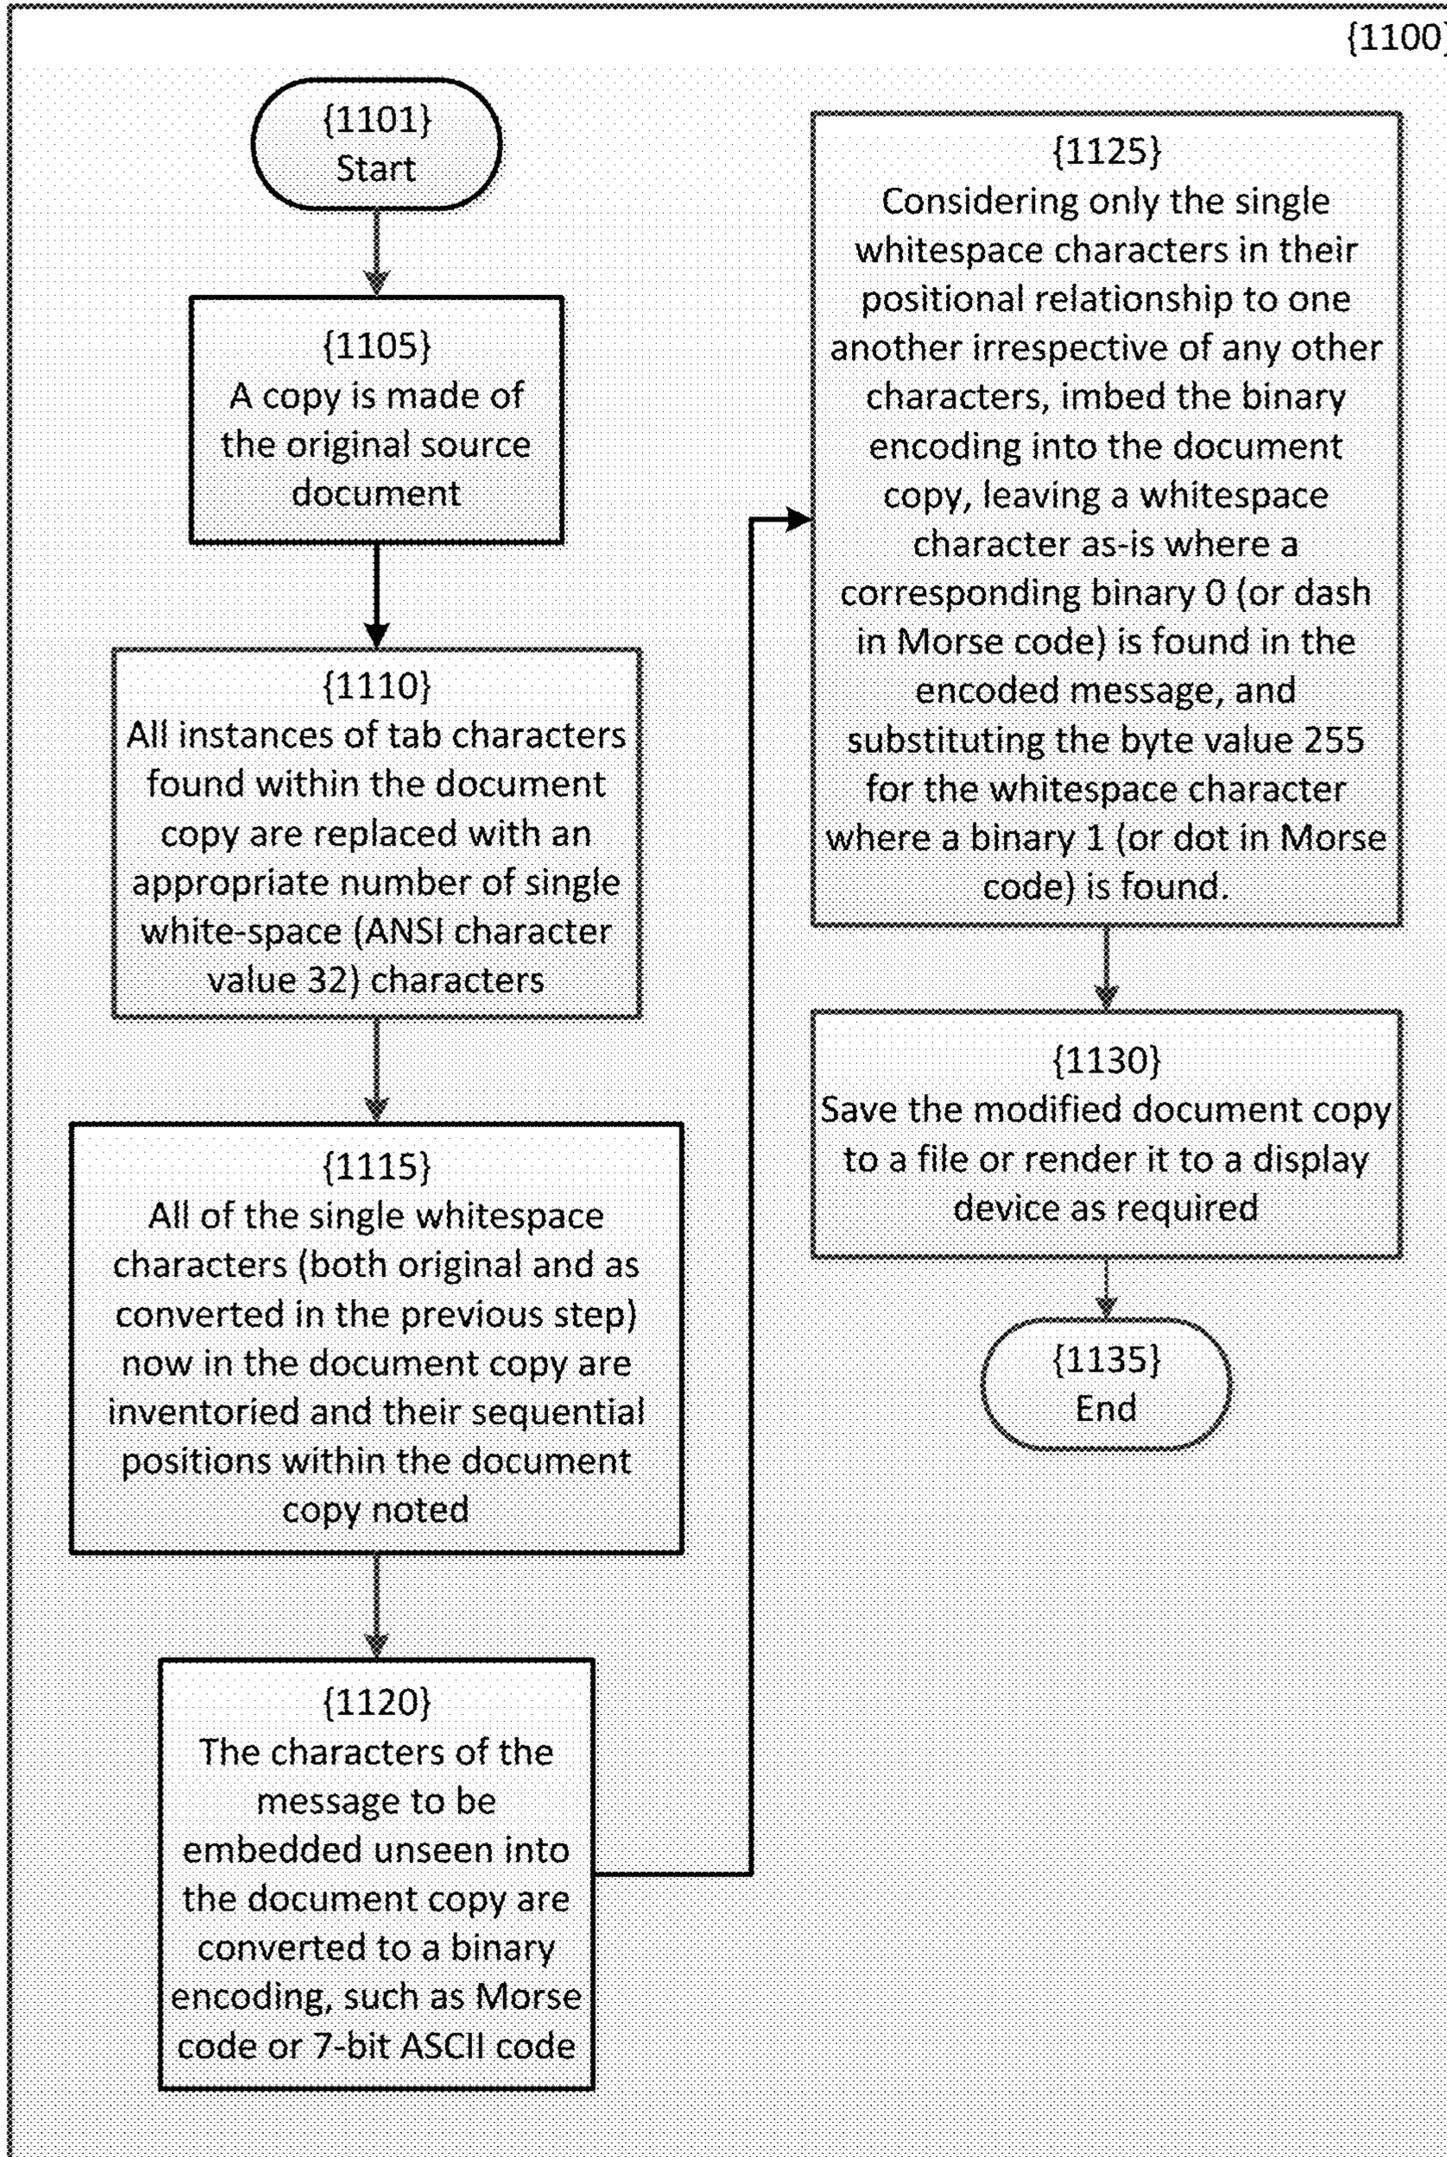 {1100}
{1101}
Start
{1105}
A copy is made of
the original source
document
{1110}
All instances of tab characters
found within the document
copy are replaced with an
appropriate number of single
white-space (ANSI character
value 32) characters
{1115}
All of the single whitespace
characters (both original and as
converted in the previous step)
now in the document copy are
inventoried and their sequential
positions within the document
copy noted
{1120}
The characters of the
message to be
embedded unseen into
the document copy are
converted to a binary
encoding, such as Morse
code or 7-bit ASCII code
{1125}
Considering only the single
whitespace characters in their
positional relationship to one
another irrespective of any other
characters, imbed the binary
encoding into the document
copy, leaving a whitespace
character as-is where a
corresponding binary 0 (or dash
in Morse code) is found in the
encoded message, and
substituting the byte value 255
for the whitespace character
where a binary 1 (or dot in Morse
code) is found.
{1130}
Save the modified document copy
to a file or render it to a display
device as required
{1135}
End